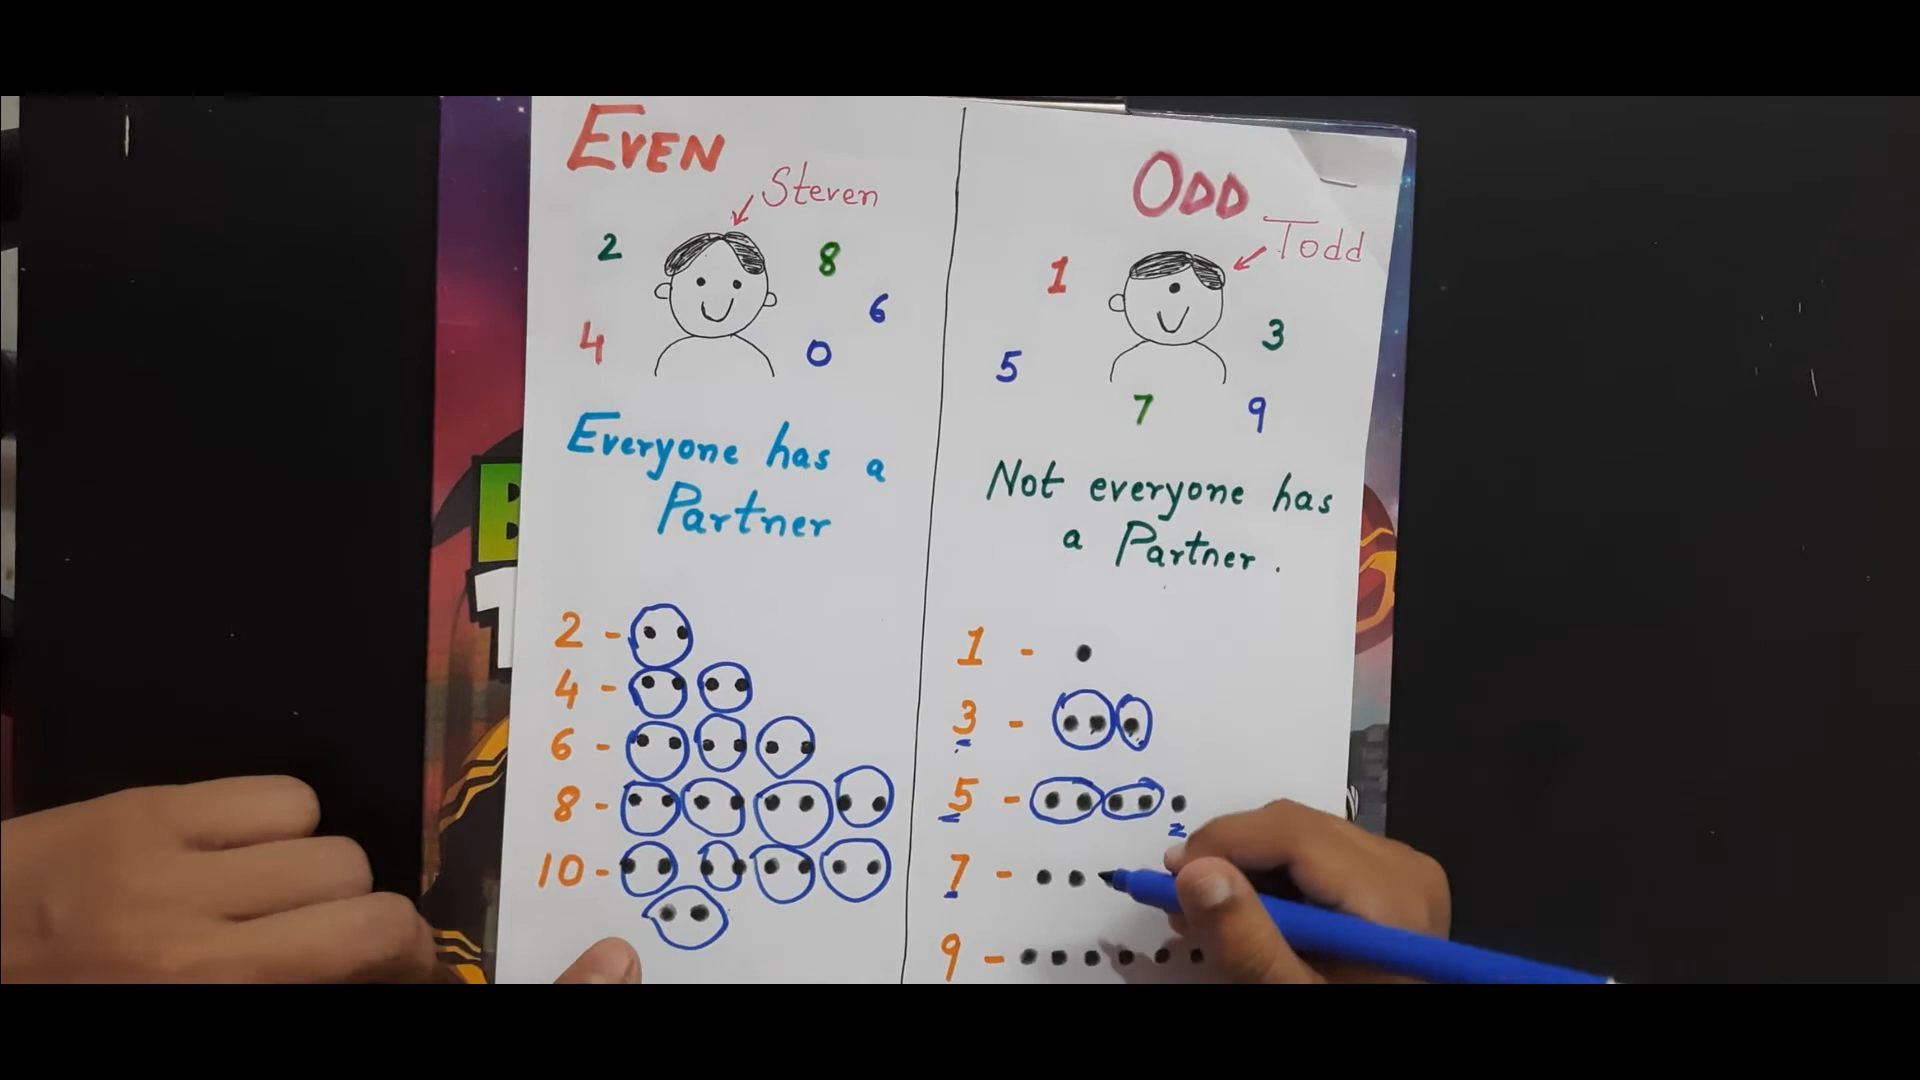 EVEN
Steven
2
8
6
4
0
Everyone has a
Partner
2 -
4 -
6 -
8 -
10 -
ODD
Todd
1
3
5
7
9
Not everyone has
a Partner.
1 -
3 -
5 -
7 -
9 -